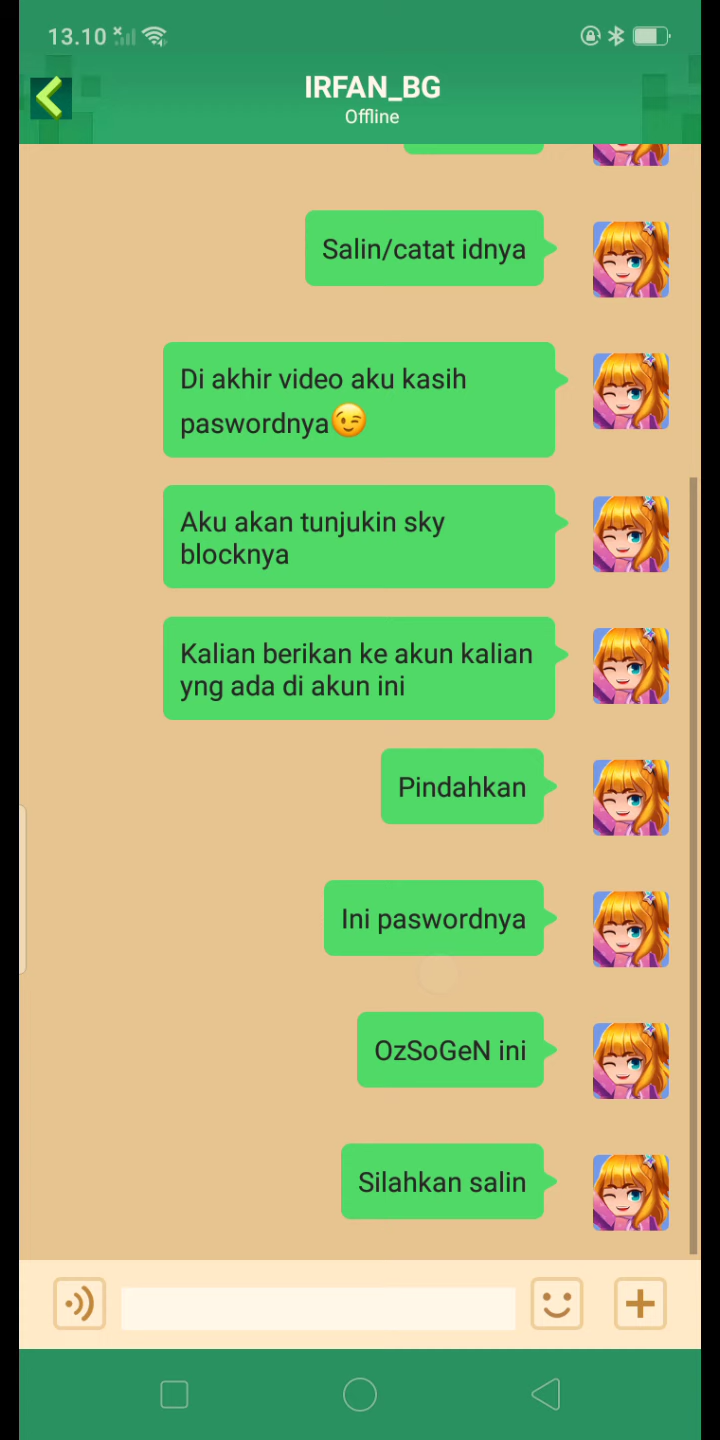 13.10
IRFAN_BG
Offline
Salin/catat idnya
Di akhir video aku kasih
paswordnya😉
Aku akan tunjukin sky
blocknya
Kalian berikan ke akun kalian
yng ada di akun ini
Pindahkan
Ini paswordnya
OzSoGeN ini
Silahkan salin